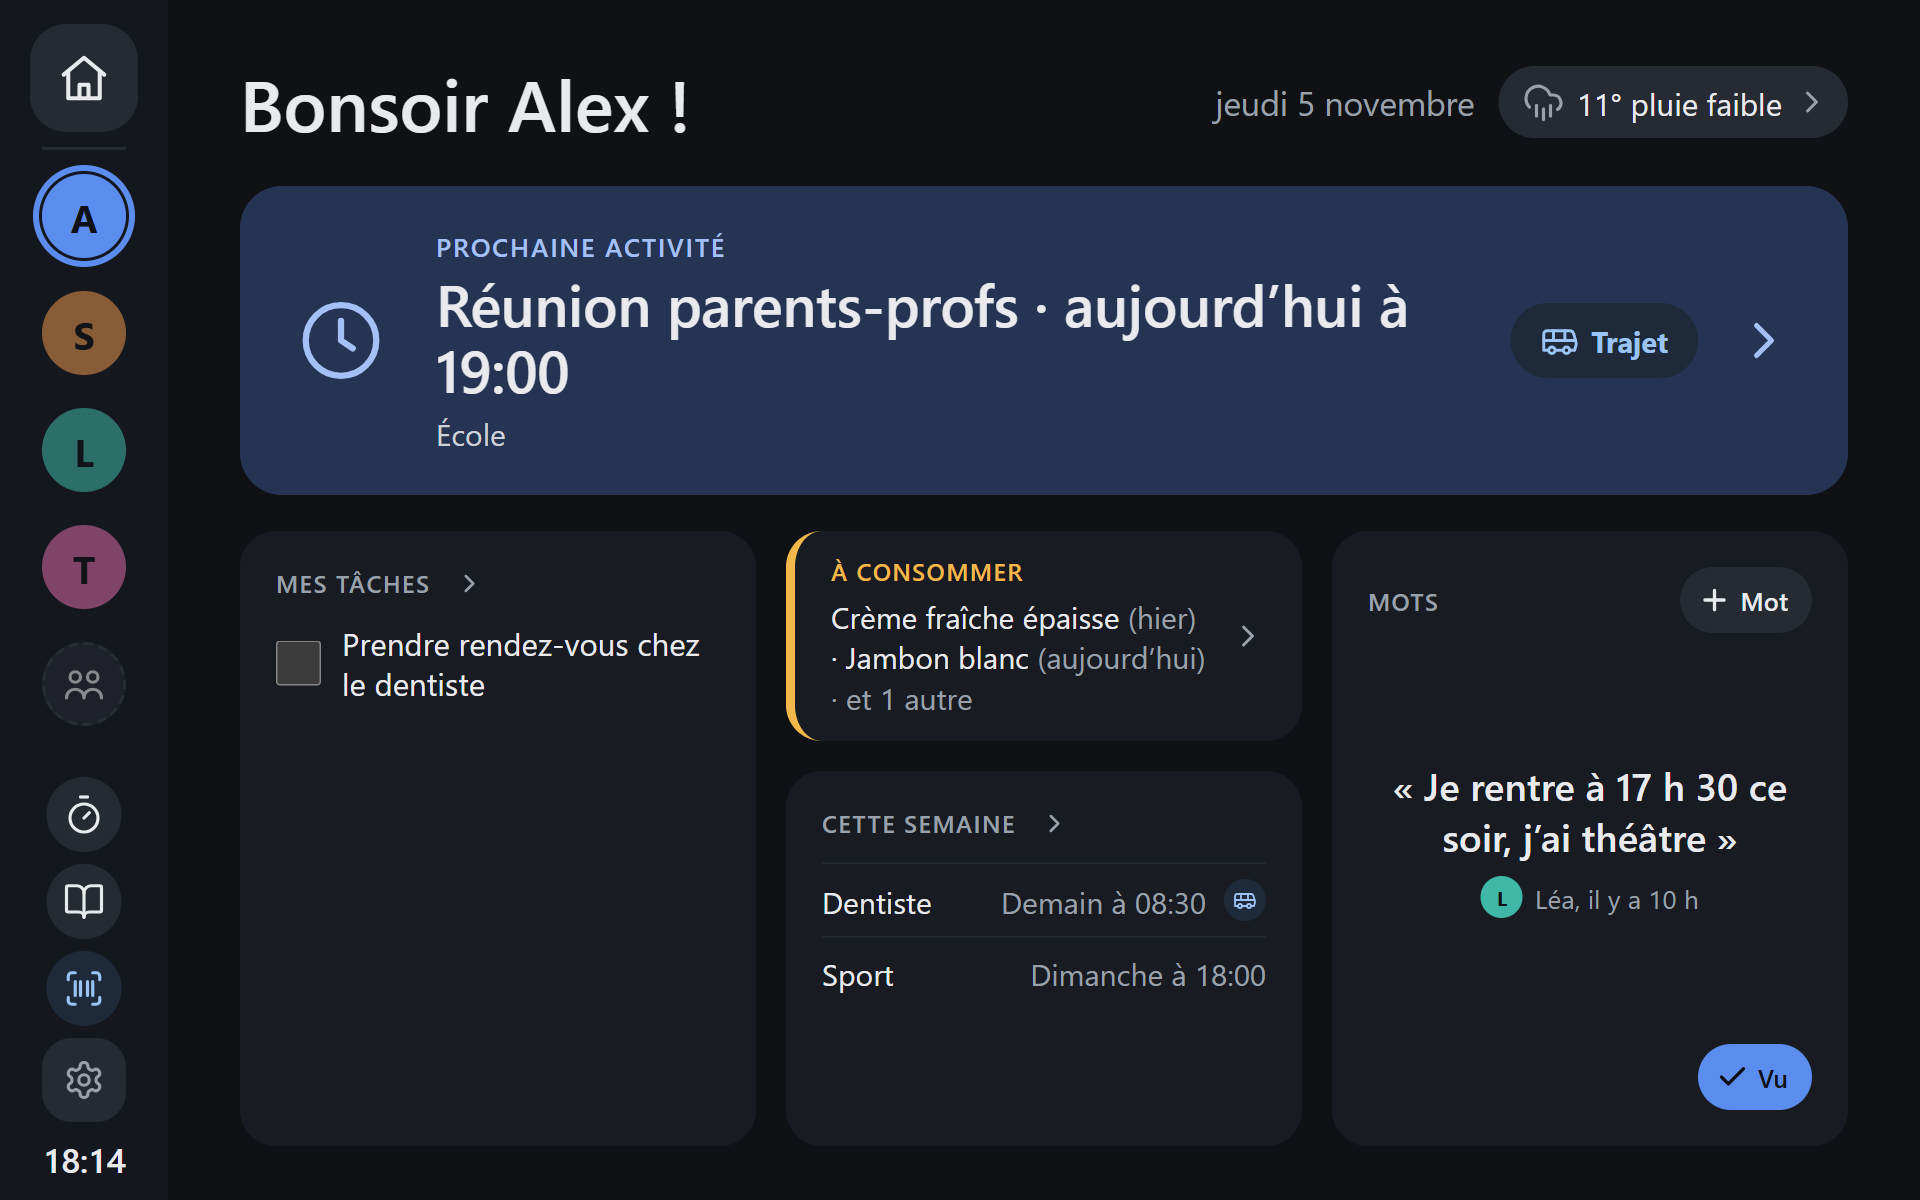 Bonsoir Alex !
jeudi 5 novembre
11° pluie faible
A
S
L
T
18:14
PROCHAINE ACTIVITÉ
Réunion parents-profs · aujourd’hui à
19:00
École
Trajet
MES TÂCHES
Prendre rendez-vous chez
le dentiste
À CONSOMMER
Crème fraîche épaisse (hier)
· Jambon blanc (aujourd’hui)
· et 1 autre
CETTE SEMAINE
Dentiste Demain à 08:30
Sport Dimanche à 18:00
MOTS
+ Mot
« Je rentre à 17 h 30 ce
soir, j’ai théâtre »
L Léa, il y a 10 h
Vu